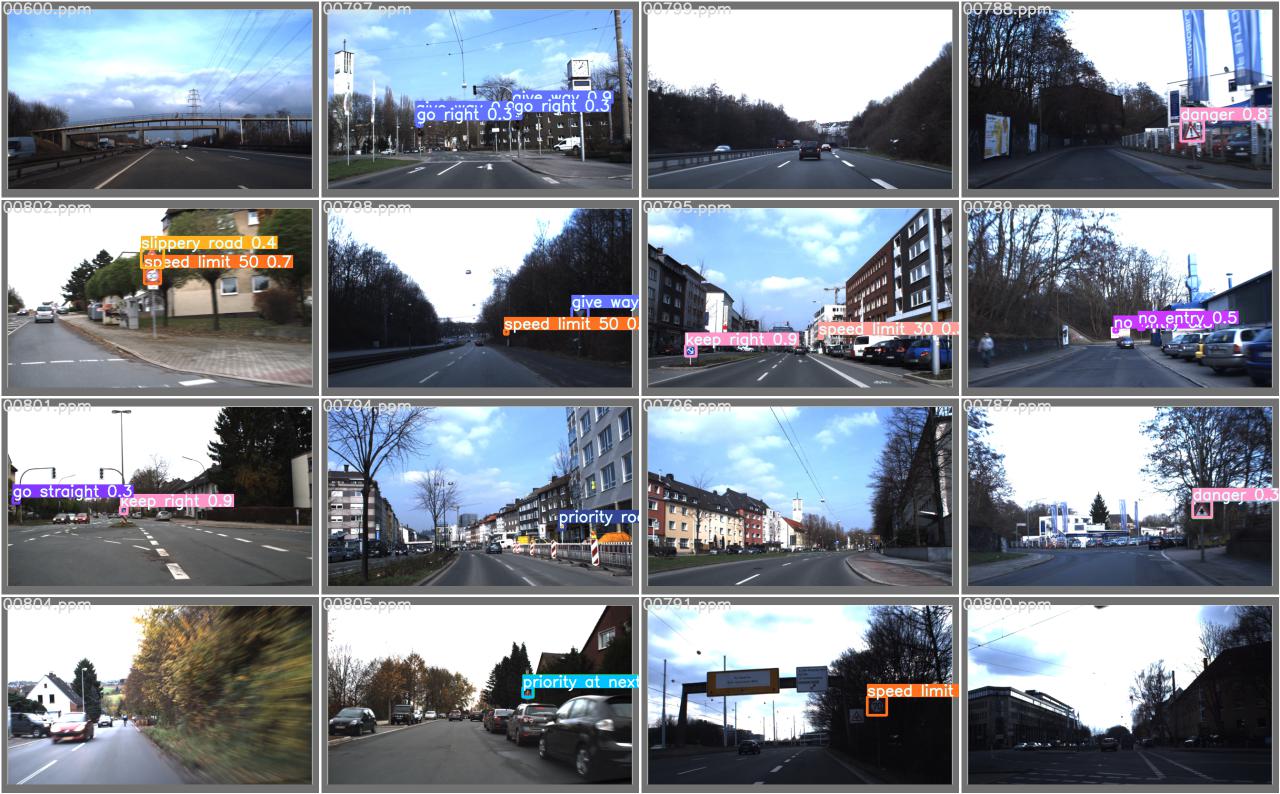 00600.ppm
00797.ppm
00799.ppm
00788.ppm
give way 0.9
go right 0.3
go right 0.3
danger 0.8
00802.ppm
00798.ppm
00795.ppm
00789.ppm
slippery road 0.4
speed limit 50 0.7
give way
speed limit 50 0.
keep right 0.9
speed limit 30 0.
no entry 0.5
00801.ppm
00794.ppm
00796.ppm
00787.ppm
go straight 0.3
keep right 0.9
priority roa
danger 0.3
00804.ppm
00805.ppm
00791.ppm
00800.ppm
priority at next
speed limit